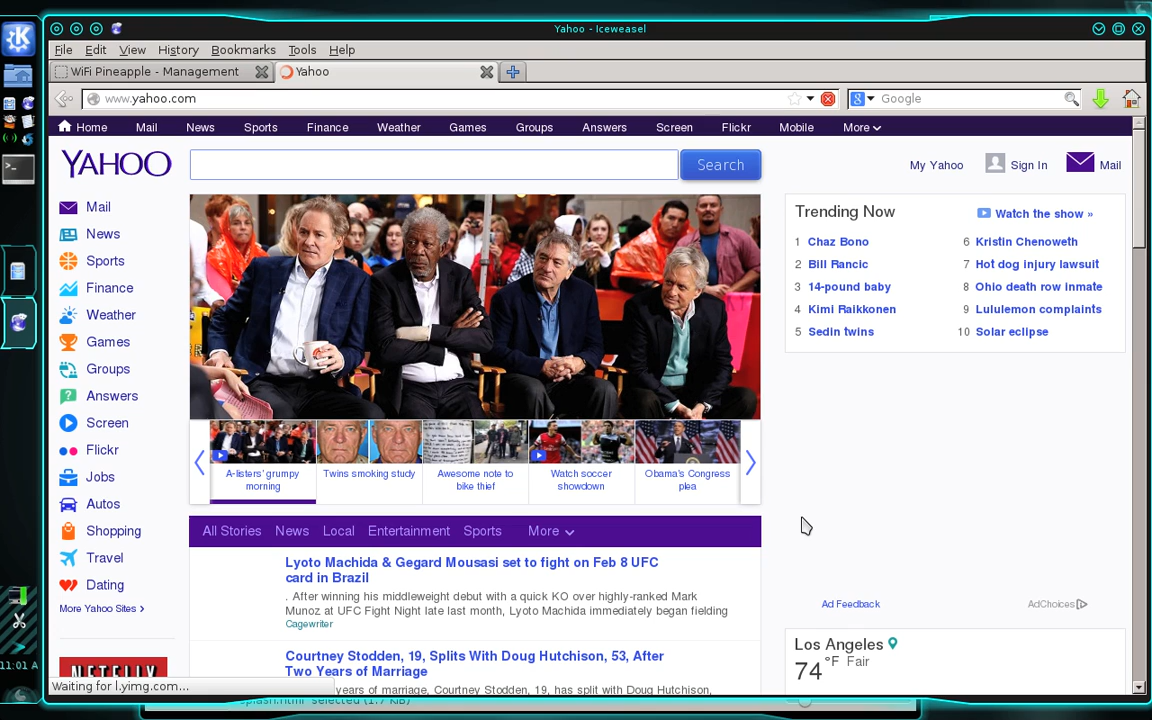 Yahoo - Iceweasel
File Edit View History Bookmarks Tools Help
WiFi Pineapple - Management
Yahoo
www.yahoo.com
Google
Home Mail News Sports Finance Weather Games Groups Answers Screen Flickr Mobile More
YAHOO
Search
My Yahoo
Sign In
Mail
Mail
News
Sports
Finance
Weather
Games
Groups
Answers
Screen
Flickr
Jobs
Autos
Shopping
Travel
Dating
More Yahoo Sites ›
NETFLIX
A-listers' grumpy
morning
Twins smoking study
Awesome note to
bike thief
Watch soccer
showdown
Obama's Congress
plea
All Stories News Local Entertainment Sports More
Lyoto Machida & Gegard Mousasi set to fight on Feb 8 UFC
card in Brazil
. After winning his middleweight debut with a quick KO over highly-ranked Mark
Munoz at UFC Fight Night late last month, Lyoto Machida immediately began fielding
Cagewriter
Courtney Stodden, 19, Splits With Doug Hutchison, 53, After
Two Years of Marriage
years of marriage, Courtney Stodden, 19, has split with Doug Hutchison,
Trending Now
Watch the show »
1 Chaz Bono
2 Bill Rancic
3 14-pound baby
4 Kimi Raikkonen
5 Sedin twins
6 Kristin Chenoweth
7 Hot dog injury lawsuit
8 Ohio death row inmate
9 Lululemon complaints
10 Solar eclipse
Ad Feedback
AdChoices
Los Angeles
74 °F Fair
Waiting for l.yimg.com...
11:01 A
splash.html" selected (1.7 KiB)